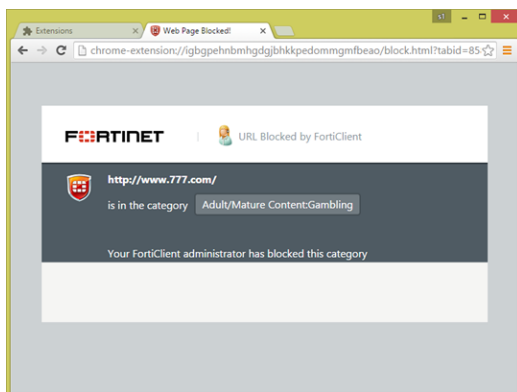 Extensions
Web Page Blocked!
chrome-extension://igbgpehnbmhgdgjbhkkpedommgmfbeao/block.html?tabid=85
FORTINET
URL Blocked by FortiClient
http://www.777.com/
is in the category Adult/Mature Content:Gambling
Your FortiClient administrator has blocked this category